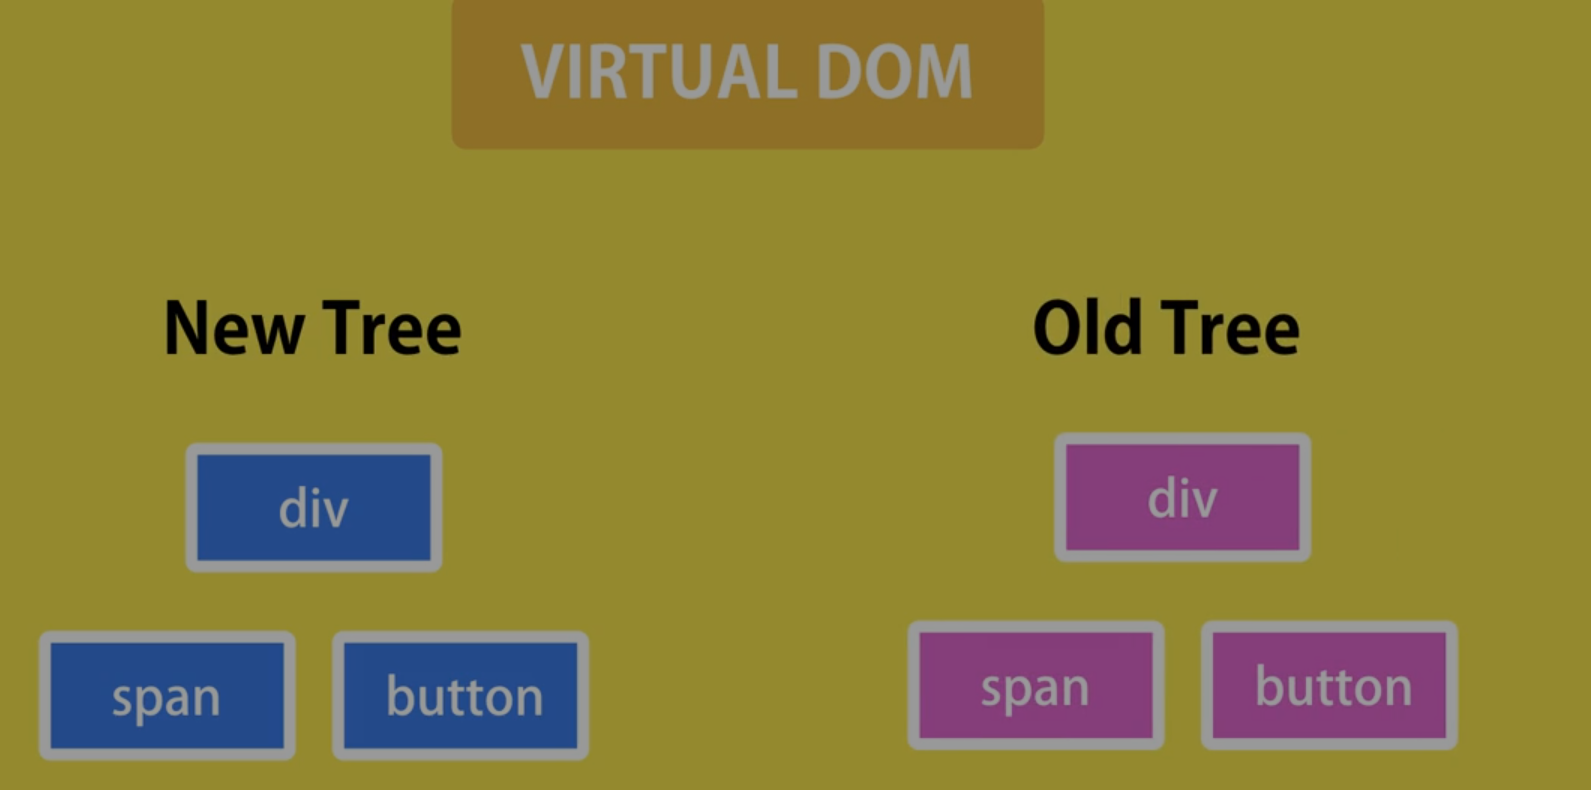 VIRTUAL DOM
New Tree
Old Tree
div
div
span
button
span
button